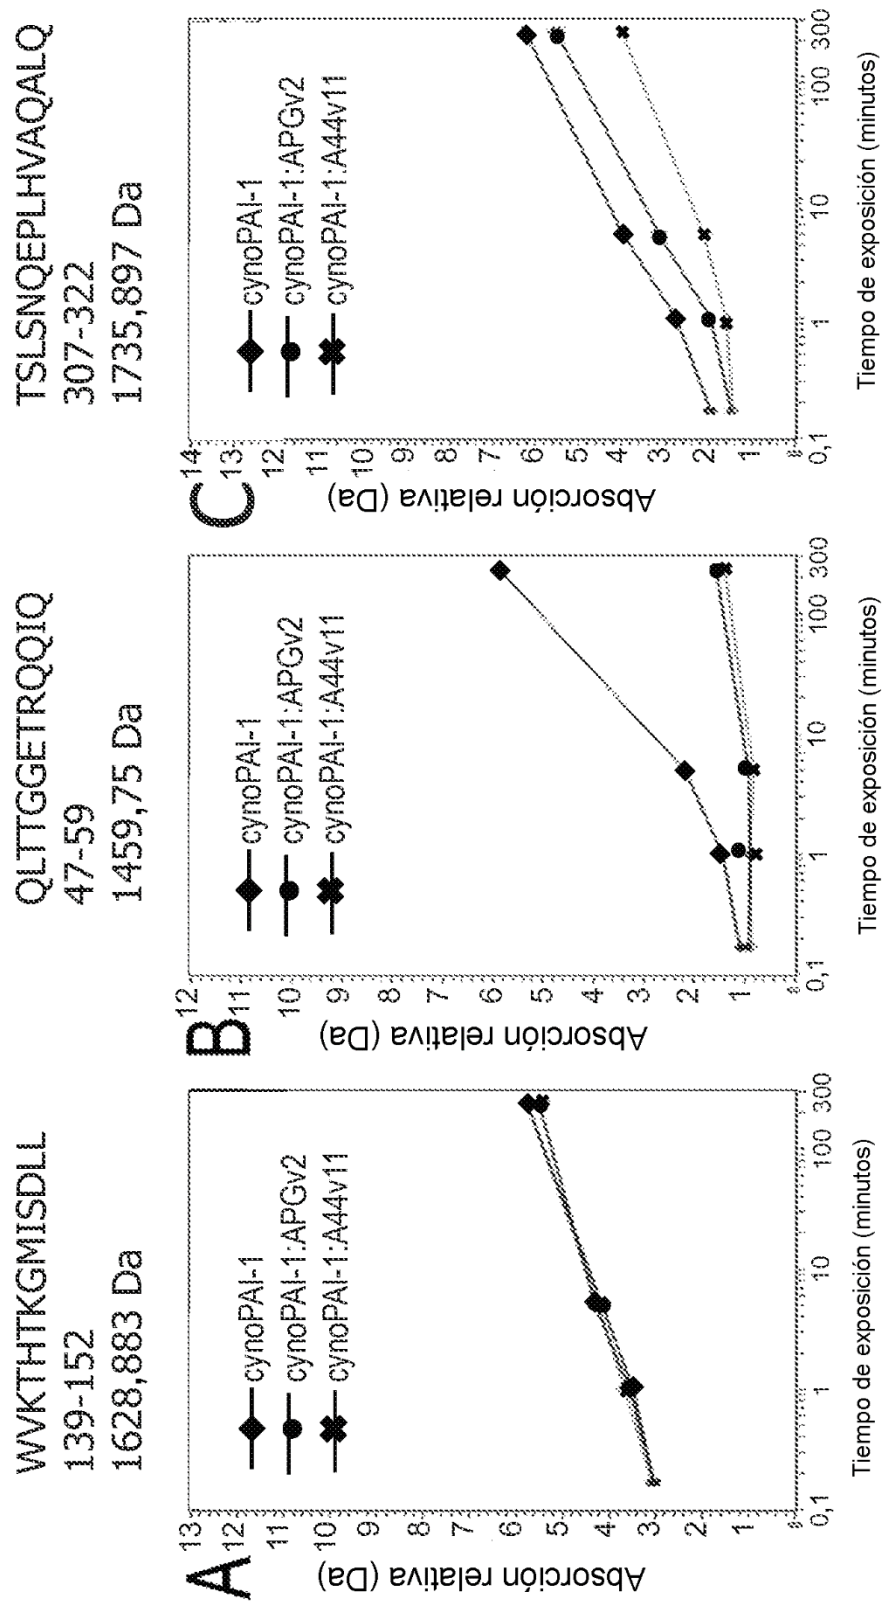 WVKTHTKGMISDLL
139-152
1628,883 Da
A
cynoPAI-1
cynoPAI-1:APGv2
cynoPAI-1:A44v11
Absorción relativa (Da)
13
12
11
10
9
8
7
6
5
4
3
2
1
0,1 1 10 100 300
Tiempo de exposición (minutos)
QLTTGGETRQQIQ
47-59
1459,75 Da
B
cynoPAI-1
cynoPAI-1:APGv2
cynoPAI-1:A44v11
Absorción relativa (Da)
12
11
10
9
8
7
6
5
4
3
2
1
0,1 1 10 100 300
Tiempo de exposición (minutos)
TSLSNQEPLHVAQALQ
307-322
1735,897 Da
C
cynoPAI-1
cynoPAI-1:APGv2
cynoPAI-1:A44v11
Absorción relativa (Da)
14
13
12
11
10
9
8
7
6
5
4
3
2
1
0,1 1 10 100 300
Tiempo de exposición (minutos)